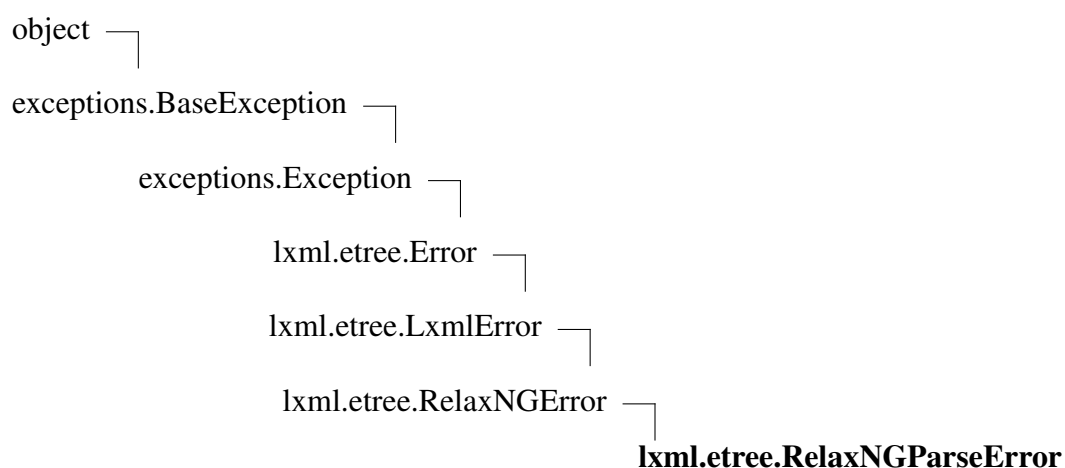 object
exceptions.BaseException
exceptions.Exception
lxml.etree.Error
lxml.etree.LxmlError
lxml.etree.RelaxNGError
lxml.etree.RelaxNGParseError